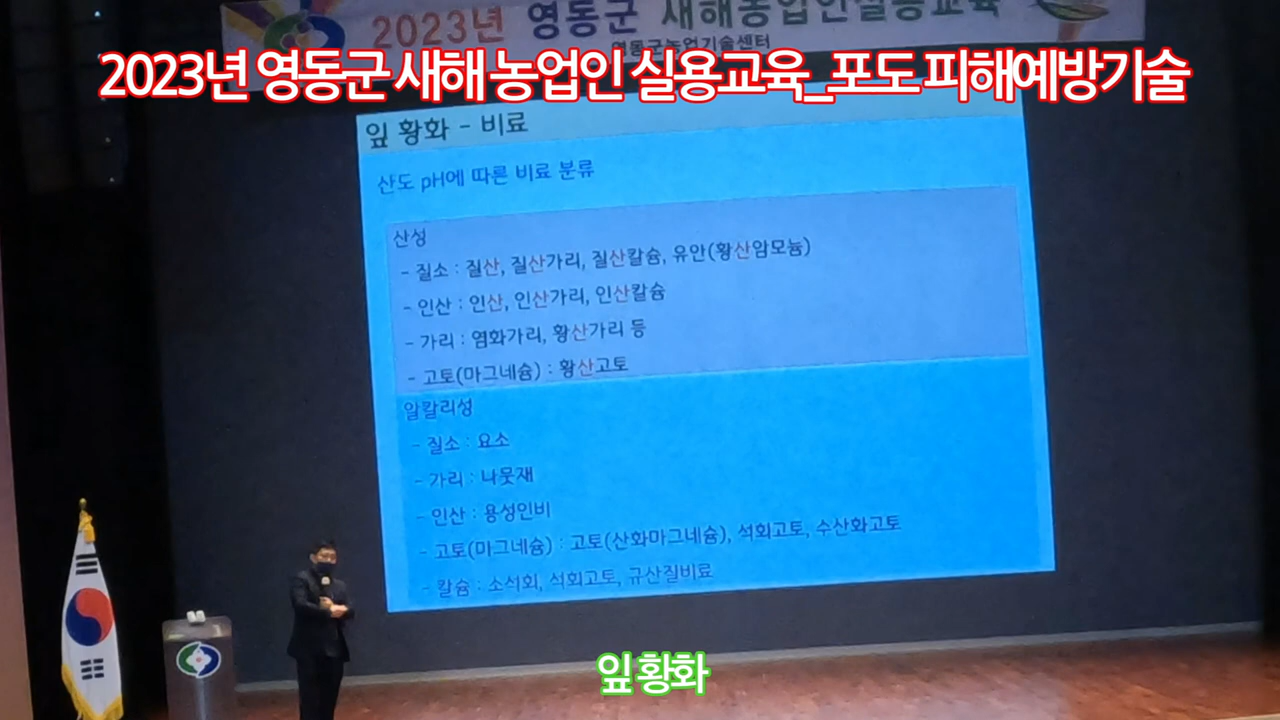 2023년 영동군 새해농업인실용교육
영동군농업기술센터
2023년 영동군 새해 농업인 실용교육_포도 피해예방기술
잎 황화 - 비료
산도 pH에 따른 비료 분류
산성
- 질소 : 질산, 질산가리, 질산칼슘, 유안(황산암모늄)
- 인산 : 인산, 인산가리, 인산칼슘
- 가리 : 염화가리, 황산가리 등
- 고토(마그네슘) : 황산고토
알칼리성
- 질소 : 요소
- 가리 : 나뭇재
- 인산 : 용성인비
- 고토(마그네슘) : 고토(산화마그네슘), 석회고토, 수산화고토
- 칼슘 : 소석회, 석회고토, 규산질비료
잎 황화